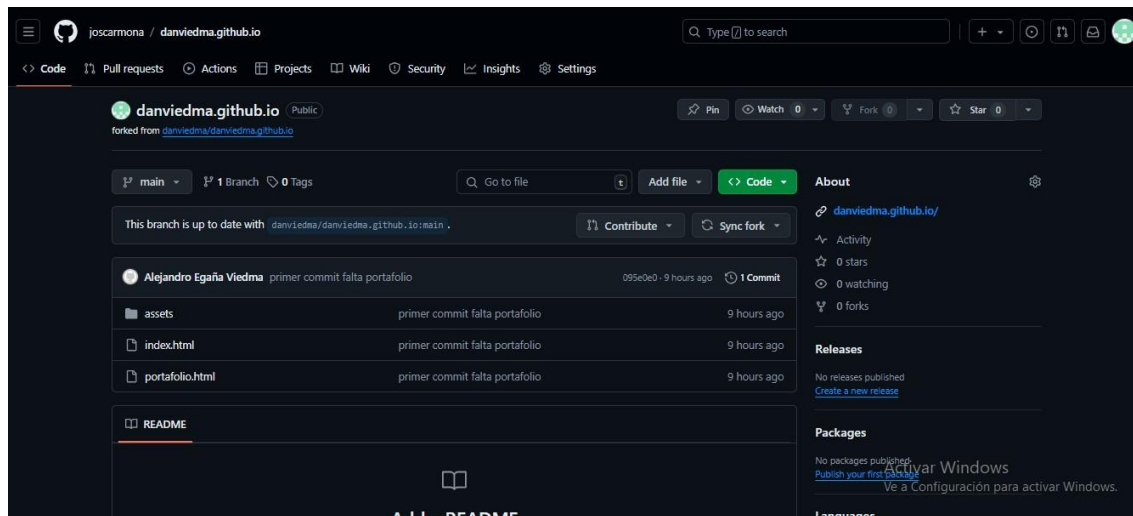 joscarmona / danviedma.github.io
Type / to search
Code Pull requests Actions Projects Wiki Security Insights Settings
danviedma.github.io Public
Pin Watch 0 Fork 0 Star 0
forked from danviedma/danviedma.github.io
main 1 Branch 0 Tags Go to file t Add file Code
This branch is up to date with danviedma/danviedma.github.io:main .
Contribute Sync fork
Alejandro Egaña Viedma primer commit falta portafolio 095e0e0 · 9 hours ago 1 Commit
assets primer commit falta portafolio 9 hours ago
index.html primer commit falta portafolio 9 hours ago
portafolio.html primer commit falta portafolio 9 hours ago
README
About
danviedma.github.io/
Activity
0 stars
0 watching
0 forks
Releases
No releases published
Create a new release
Packages
No packages published
Publish your first package
Activar Windows
Ve a Configuración para activar Windows.